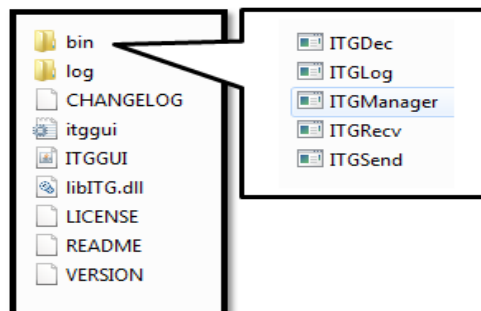 bin
log
CHANGELOG
itggui
ITGGUI
libITG.dll
LICENSE
README
VERSION
ITGDec
ITGLog
ITGManager
ITGRecv
ITGSend